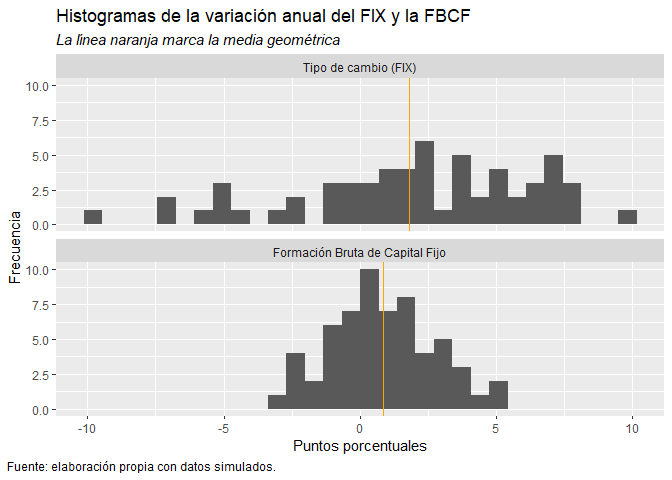 Histogramas de la variación anual del FIX y la FBCF
La linea naranja marca la media geométrica
Tipo de cambio (FIX)
10.0
7.5
5.0
2.5
0.0
Formación Bruta de Capital Fijo
10.0
7.5
5.0
2.5
0.0
Frecuencia
-10
-5
0
5
10
Puntos porcentuales
Fuente: elaboración propia con datos simulados.